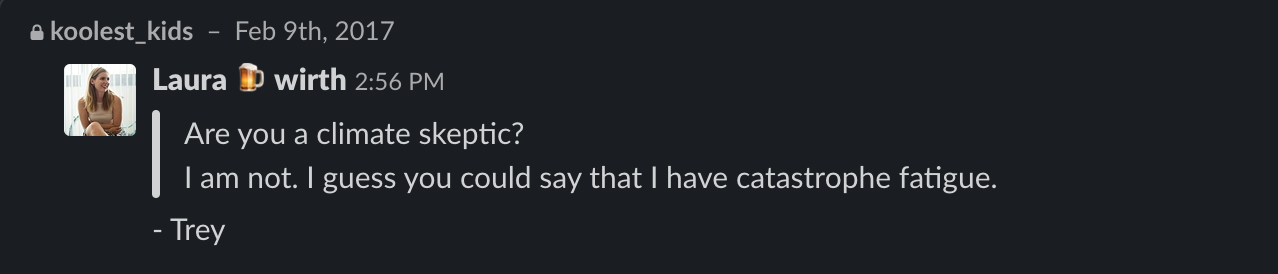 koolest_kids – Feb 9th, 2017
Laura 🍺 wirth 2:56 PM
Are you a climate skeptic?
I am not. I guess you could say that I have catastrophe fatigue.
- Trey